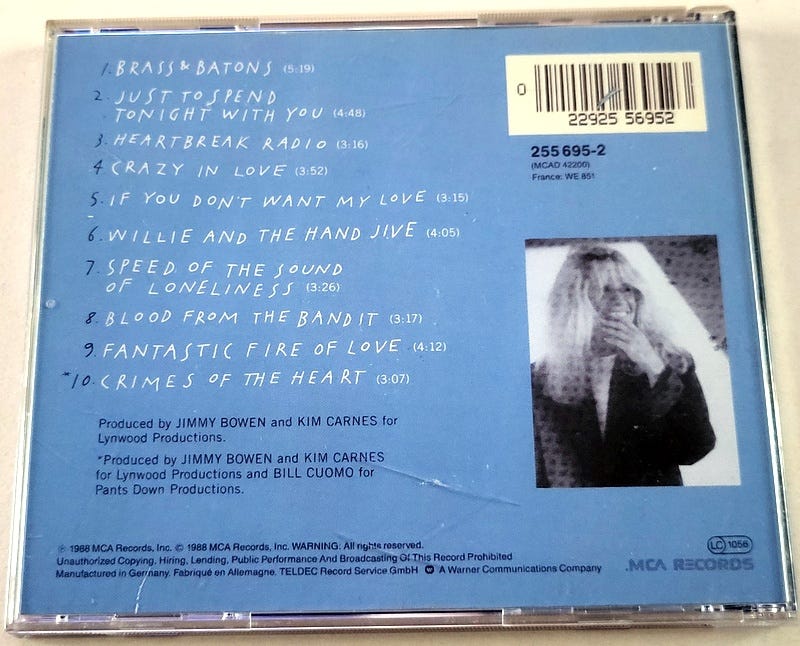 1. BRASS & BATONS (5:19)
2. JUST TO SPEND
TONIGHT WITH YOU (4:48)
3. HEARTBREAK RADIO (3:16)
4 CRAZY IN LOVE (3:52)
5. IF YOU DON'T WANT MY LOVE (3:15)
6. WILLIE AND THE HAND JIVE (4:05)
7. SPEED OF THE SOUND
OF LONELINESS (3:26)
8. BLOOD FROM THE BANDIT (3:17)
9. FANTASTIC FIRE OF LOVE (4:12)
*10. CRIMES OF THE HEART (3:07)
Produced by JIMMY BOWEN and KIM CARNES for
Lynwood Productions.
*Produced by JIMMY BOWEN and KIM CARNES
for Lynwood Productions and BILL CUOMO for
Pants Down Productions.
0
22925 56952
255 695-2
(MCAD 42200)
France: WE 851
℗ 1988 MCA Records, Inc. © 1988 MCA Records, Inc. WARNING: All rights reserved.
Unauthorized Copying, Hiring, Lending, Public Performance And Broadcasting Of This Record Prohibited
Manufactured in Germany. Fabriqué en Allemagne. TELDEC Record Service GmbH A Warner Communications Company
LC 1056
.MCA RECORDS